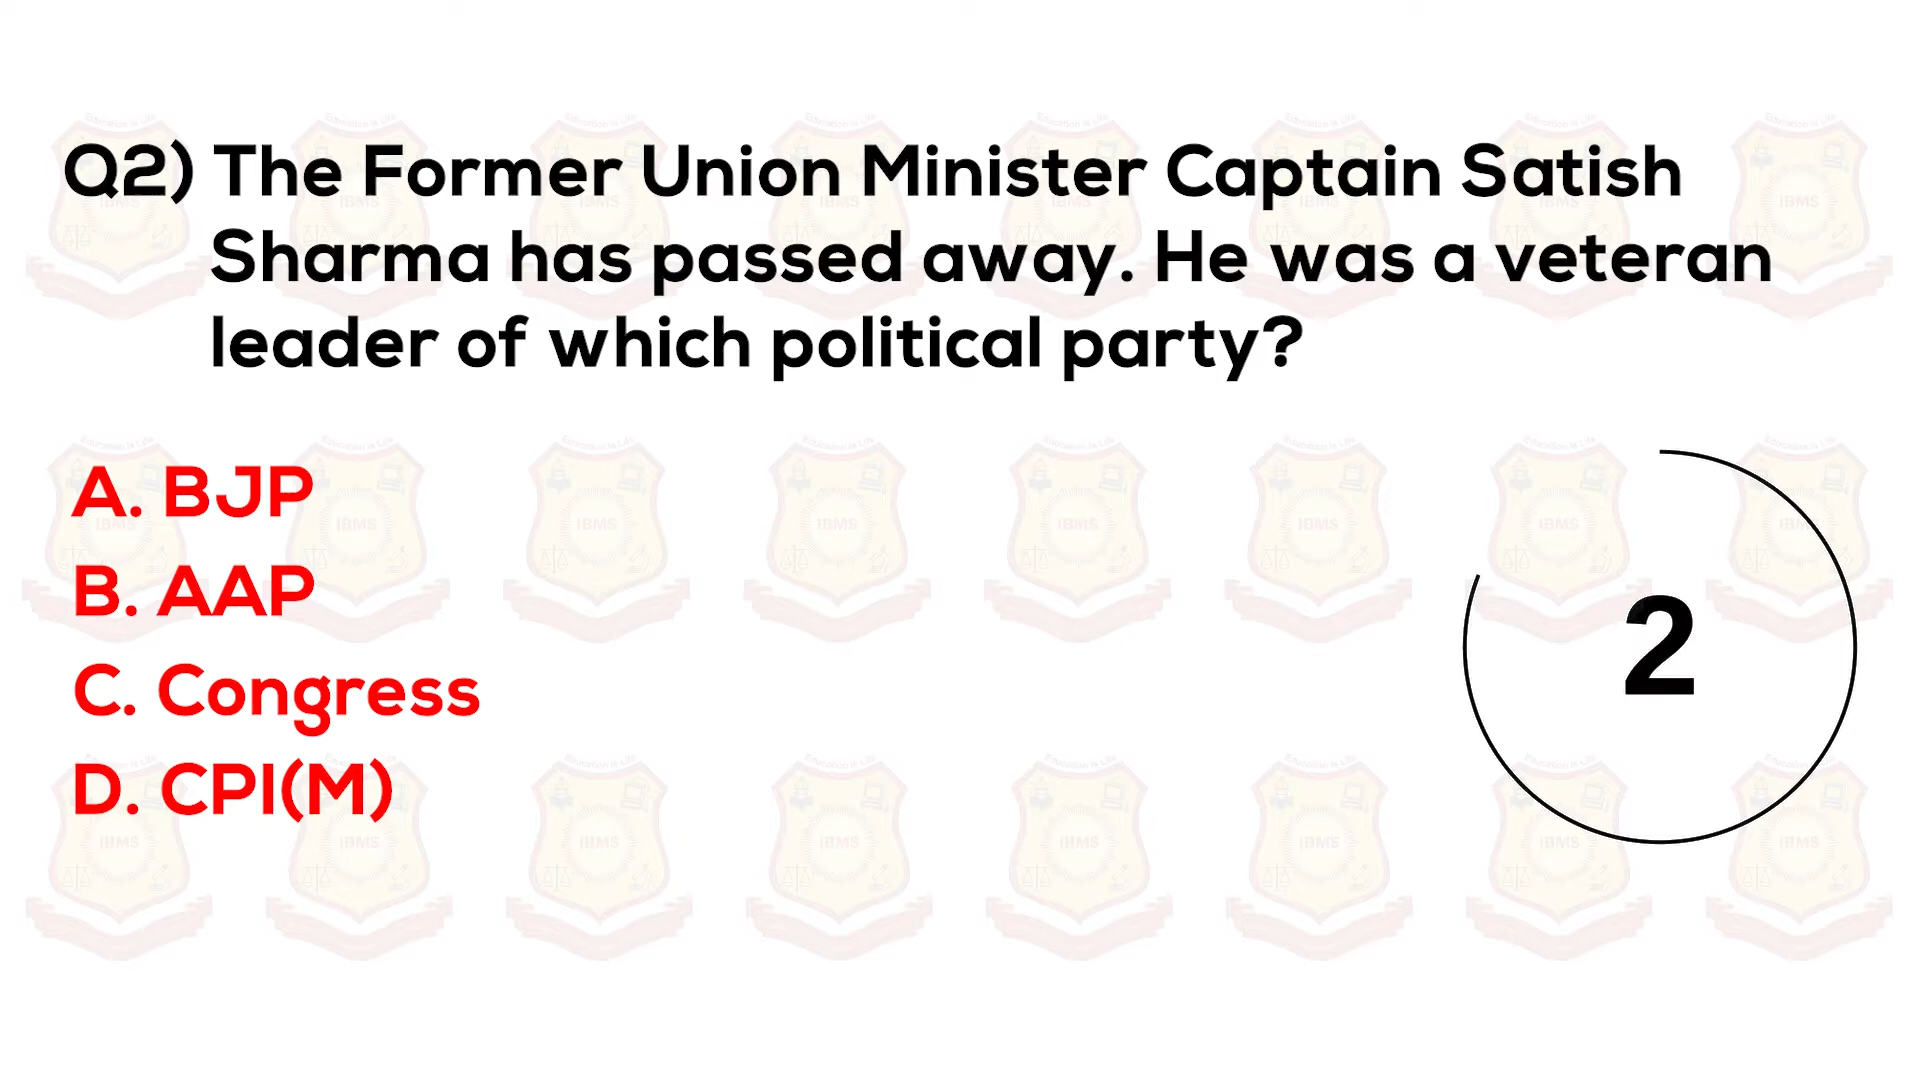 Q2) The Former Union Minister Captain Satish
Sharma has passed away. He was a veteran
leader of which political party?
A. BJP
B. AAP
C. Congress
D. CPI(M)
2